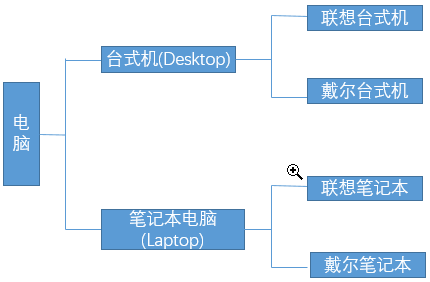 电
脑
台式机(Desktop)
联想台式机
戴尔台式机
笔记本电脑
(Laptop)
联想笔记本
戴尔笔记本